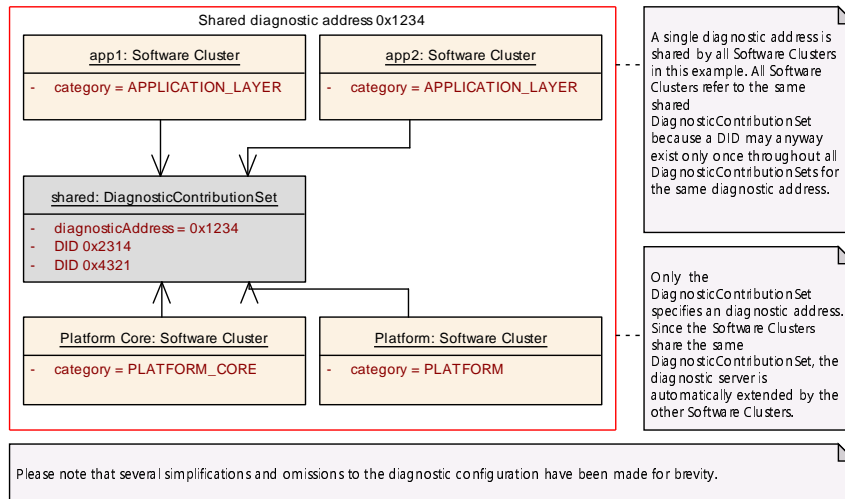 Shared diagnostic address 0x1234
app1: Software Cluster
- category = APPLICATION_LAYER
app2: Software Cluster
- category = APPLICATION_LAYER
shared: DiagnosticContributionSet
- diagnosticAddress = 0x1234
- DID 0x2314
- DID 0x4321
Platform Core: Software Cluster
- category = PLATFORM_CORE
Platform: Software Cluster
- category = PLATFORM
A single diagnostic address is
shared by all Software Clusters
in this example. All Software
Clusters refer to the same
shared
DiagnosticContributionSet
because a DID may anyway
exist only once throughout all
DiagnosticContributionSets for
the same diagnostic address.
Only the
DiagnosticContributionSet
specifies an diagnostic address.
Since the Software Clusters
share the same
DiagnosticContributionSet, the
diagnostic server is
automatically extended by the
other Software Clusters.
Please note that several simplifications and omissions to the diagnostic configuration have been made for brevity.